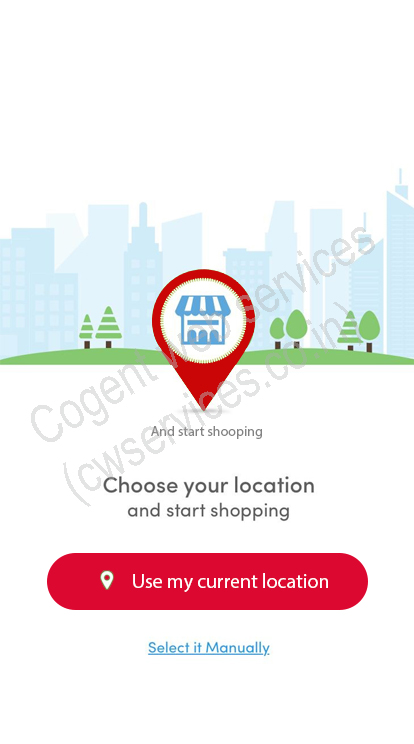 Cogent web services
(cwservices.co.in)
And start shooping
Choose your location
and start shopping
Use my current location
Select it Manually